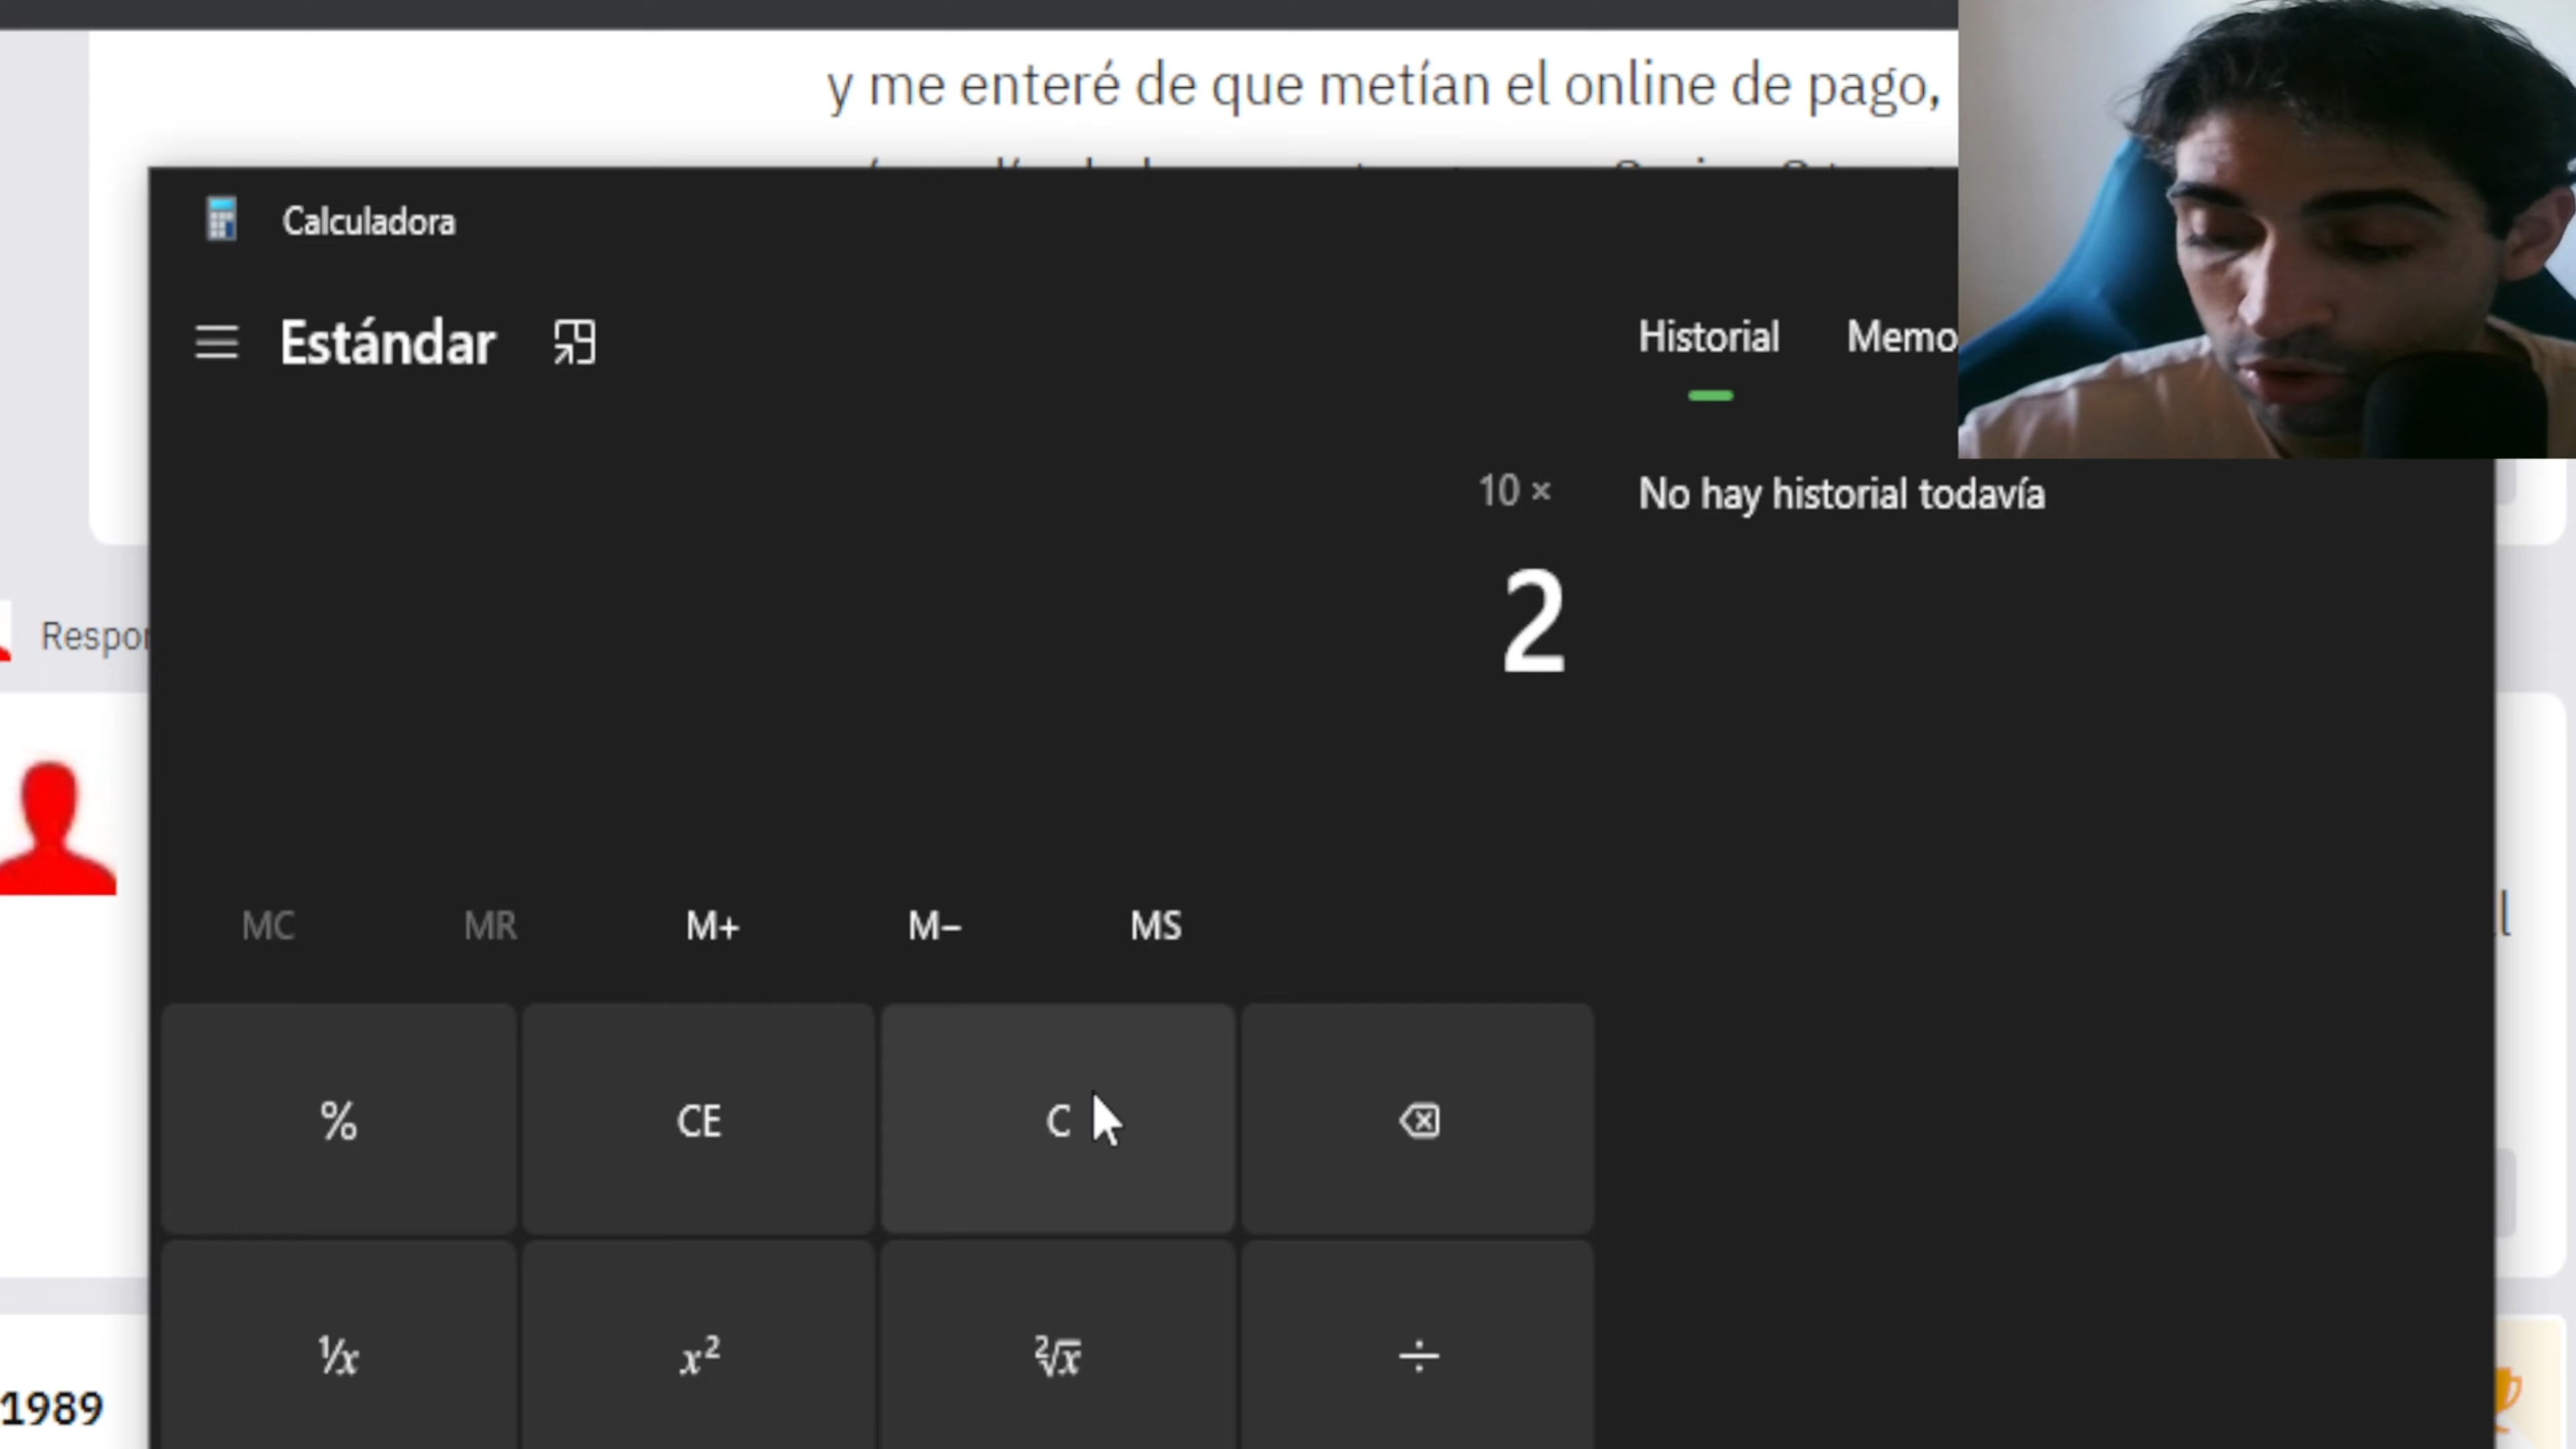 y me enteré de que metían el online de pago,
Calculadora
Estándar
Historial
Memo
10 ×
No hay historial todavía
2
Respon
MC MR M+ M− MS
% CE C
⅟x x² ²√x ÷
1989